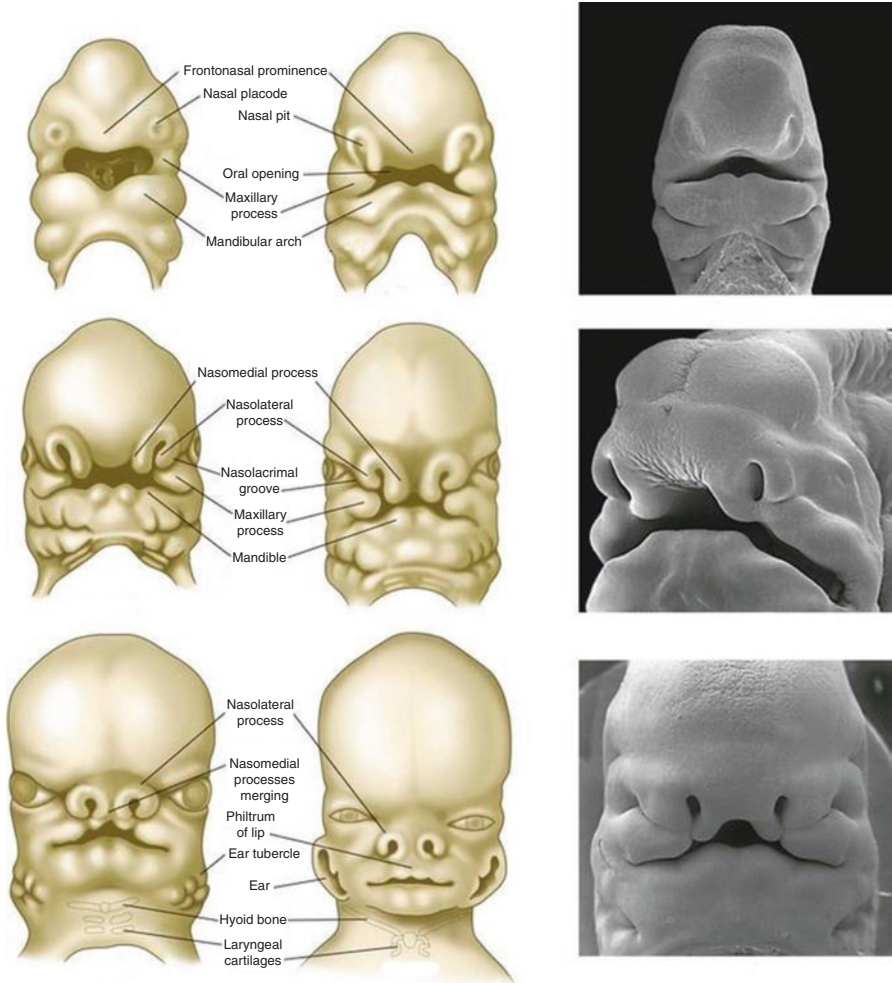 Frontonasal prominence
Nasal placode
Nasal pit
Oral opening
Maxillary
process
Mandibular arch
Nasomedial process
Nasolateral
process
Nasolacrimal
groove
Maxillary
process
Mandible
Nasolateral
process
Nasomedial
processes
merging
Philtrum
of lip
Ear tubercle
Ear
Hyoid bone
Laryngeal
cartilages